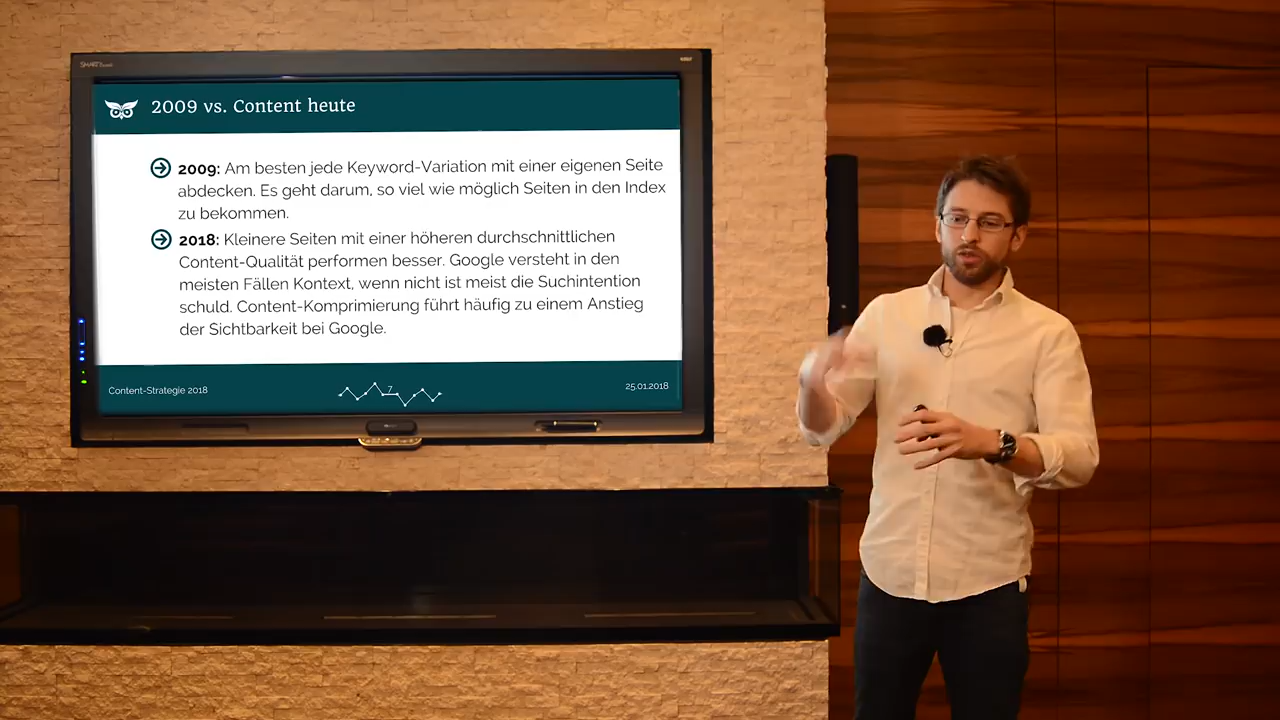 SMART
2009 vs. Content heute
2009: Am besten jede Keyword-Variation mit einer eigenen Seite
abdecken. Es geht darum, so viel wie möglich Seiten in den Index
zu bekommen.
2018: Kleinere Seiten mit einer höheren durchschnittlichen
Content-Qulität performen besser. Google versteht in den
meisten Fällen Kontext, wenn nicht ist meist die Suchintention
schuld. Content-Komprimierung führt häufig zu einem Anstieg
der Sichtbarkeit bei Google.
Content-Strategie 2018
7
25.01.2018